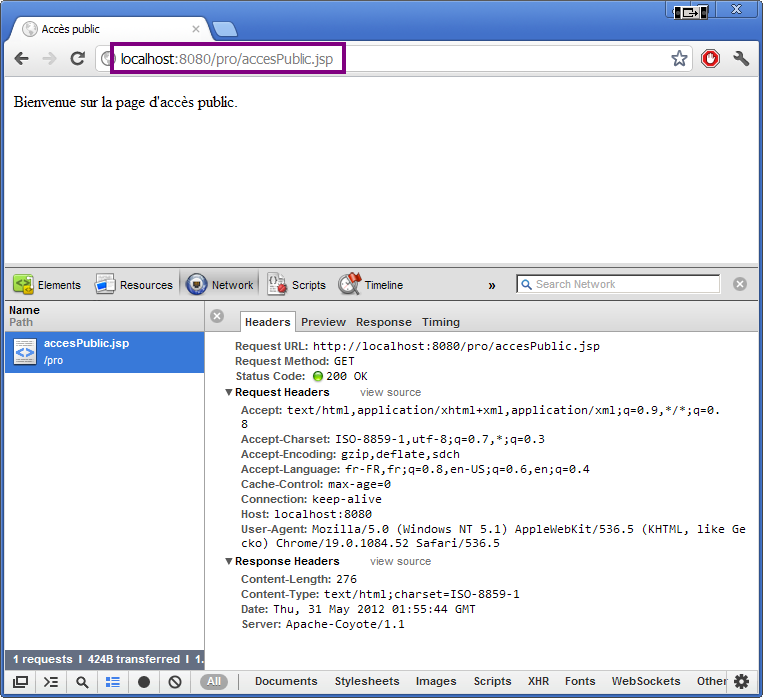 Accès public
localhost:8080/pro/accesPublic.jsp
Bienvenue sur la page d'accès public.
Elements Resources Network Scripts Timeline » Search Network
Name
Path
accesPublic.jsp
/pro
Headers Preview Response Timing
Request URL: http://localhost:8080/pro/accesPublic.jsp
Request Method: GET
Status Code: 200 OK
Request Headers view source
Accept: text/html,application/xhtml+xml,application/xml;q=0.9,*/*;q=0.
8
Accept-Charset: ISO-8859-1,utf-8;q=0.7,*;q=0.3
Accept-Encoding: gzip,deflate,sdch
Accept-Language: fr-FR,fr;q=0.8,en-US;q=0.6,en;q=0.4
Cache-Control: max-age=0
Connection: keep-alive
Host: localhost:8080
User-Agent: Mozilla/5.0 (Windows NT 5.1) AppleWebKit/536.5 (KHTML, like Ge
cko) Chrome/19.0.1084.52 Safari/536.5
Response Headers view source
Content-Length: 276
Content-Type: text/html;charset=ISO-8859-1
Date: Thu, 31 May 2012 01:55:44 GMT
Server: Apache-Coyote/1.1
1 requests | 424B transferred | 1.
All Documents Stylesheets Images Scripts XHR Fonts WebSockets Other